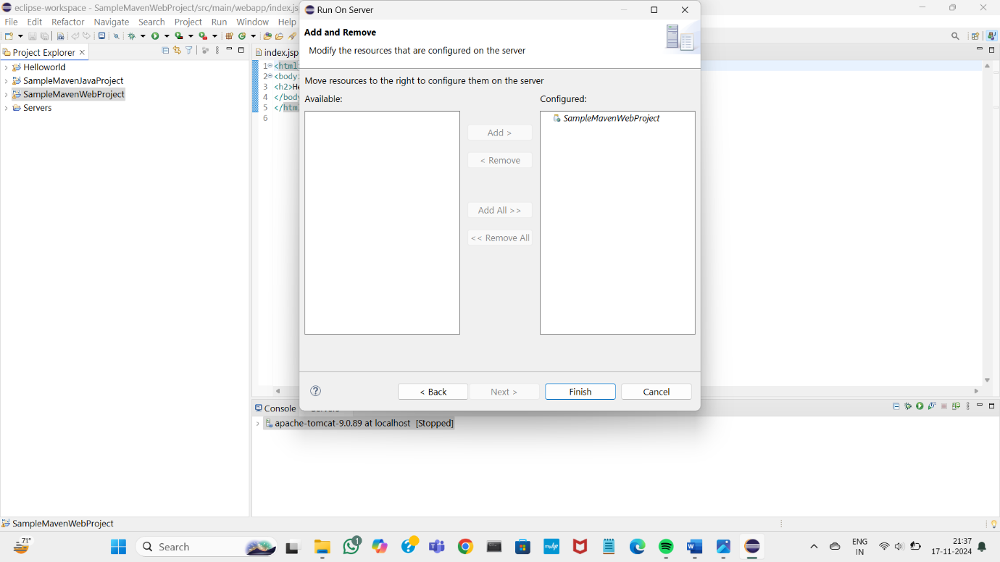 eclipse-workspace - SampleMavenWebProject/src/main/webapp/index.js
File Edit Refactor Navigate Search Project Run Window Help
Project Explorer
Helloworld
SampleMavenJavaProject
SampleMavenWebProject
Servers
index.jsp
1 <html
2 <body
3 <h2>He
4 </body
5 </htm
6
Run On Server
Add and Remove
Modify the resources that are configured on the server
Move resources to the right to configure them on the server
Available:
Configured:
SampleMavenWebProject
Add >
< Remove
Add All >>
<< Remove All
< Back
Next >
Finish
Cancel
Console
apache-tomcat-9.0.89 at localhost [Stopped]
SampleMavenWebProject
71°
Search
1
myhp
ENG
IN
21:37
17-11-2024